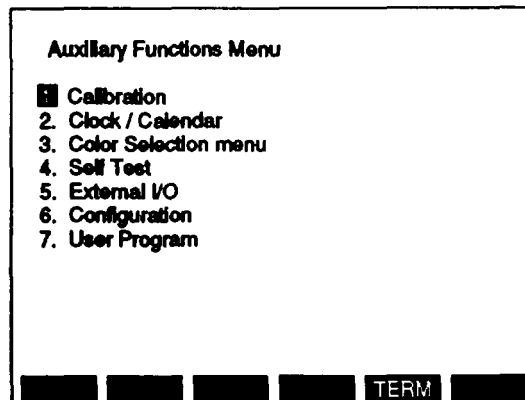 Auxiliary Functions Menu
1 Calibration
2. Clock / Calendar
3. Color Selection menu
4. Self Test
5. External I/O
6. Configuration
7. User Program
TERM